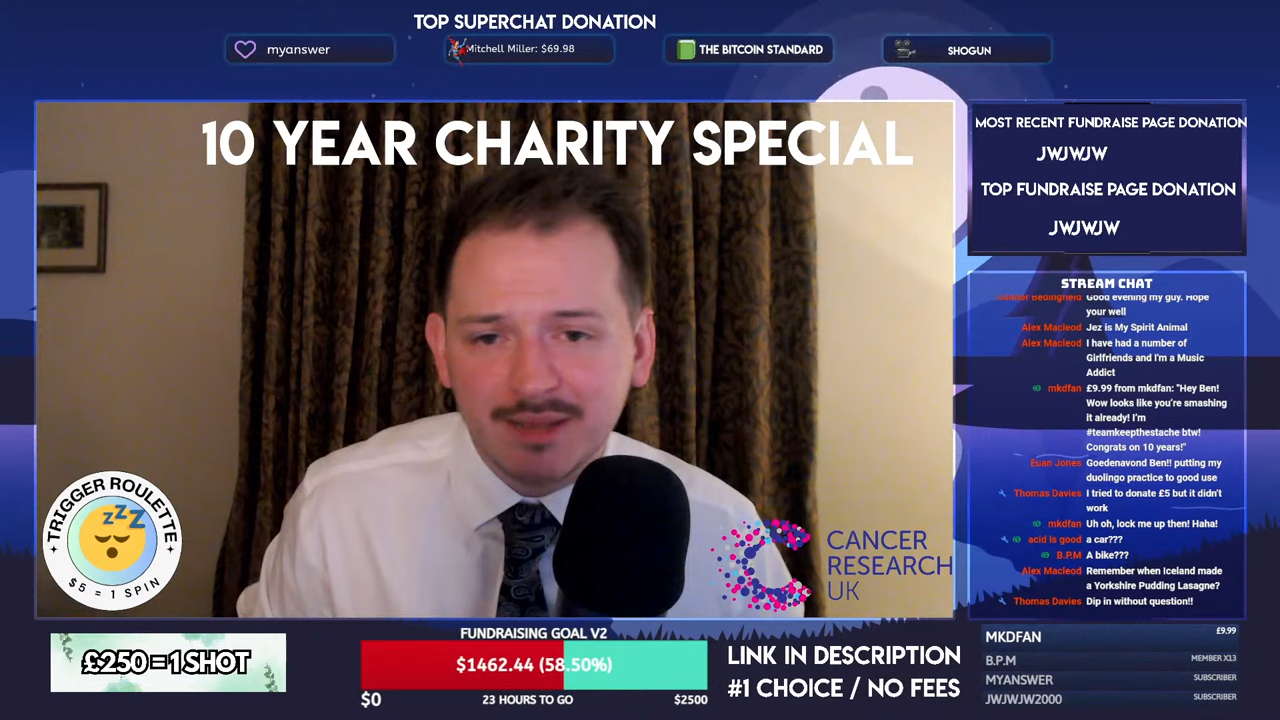 TOP SUPERCHAT DONATION
myanswer
Mitchell Miller: $69.98
THE BITCOIN STANDARD
SHOGUN
10 YEAR CHARITY SPECIAL
MOST RECENT FUNDRAISE PAGE DONATION
JWJWJW
TOP FUNDRAISE PAGE DONATION
JWJWJW
STREAM CHAT
Connor Bedingfield Good evening my guy. Hope
your well
Alex Macleod Jez is My Spirit Animal
Alex Macleod I have had a number of
Girlfriends and I'm a Music
Addict
mkdfan £9.99 from mkdfan: "Hey Ben!
Wow looks like you're smashing
it already! I'm
#teamkeepthestache btw!
Congrats on 10 years!"
Euan Jones Goedenavond Ben!! putting my
duolingo practice to good use
Thomas Davies I tried to donate £5 but it didn't
work
mkdfan Uh oh, lock me up then! Haha!
acid is good a car???
B.P.M A bike???
Alex Macleod Remember when Iceland made
a Yorkshire Pudding Lasagne?
Thomas Davies Dip in without question!!
TRIGGER ROULETTE
zzz
$5 = 1 SPIN
CANCER
RESEARCH
UK
£250 = 1 SHOT
FUNDRAISING GOAL V2
$1462.44 (58.50%)
$0
23 HOURS TO GO
$2500
LINK IN DESCRIPTION
#1 CHOICE / NO FEES
MKDFAN £9.99
B.P.M MEMBER X13
MYANSWER SUBSCRIBER
JWJWJW2000 SUBSCRIBER